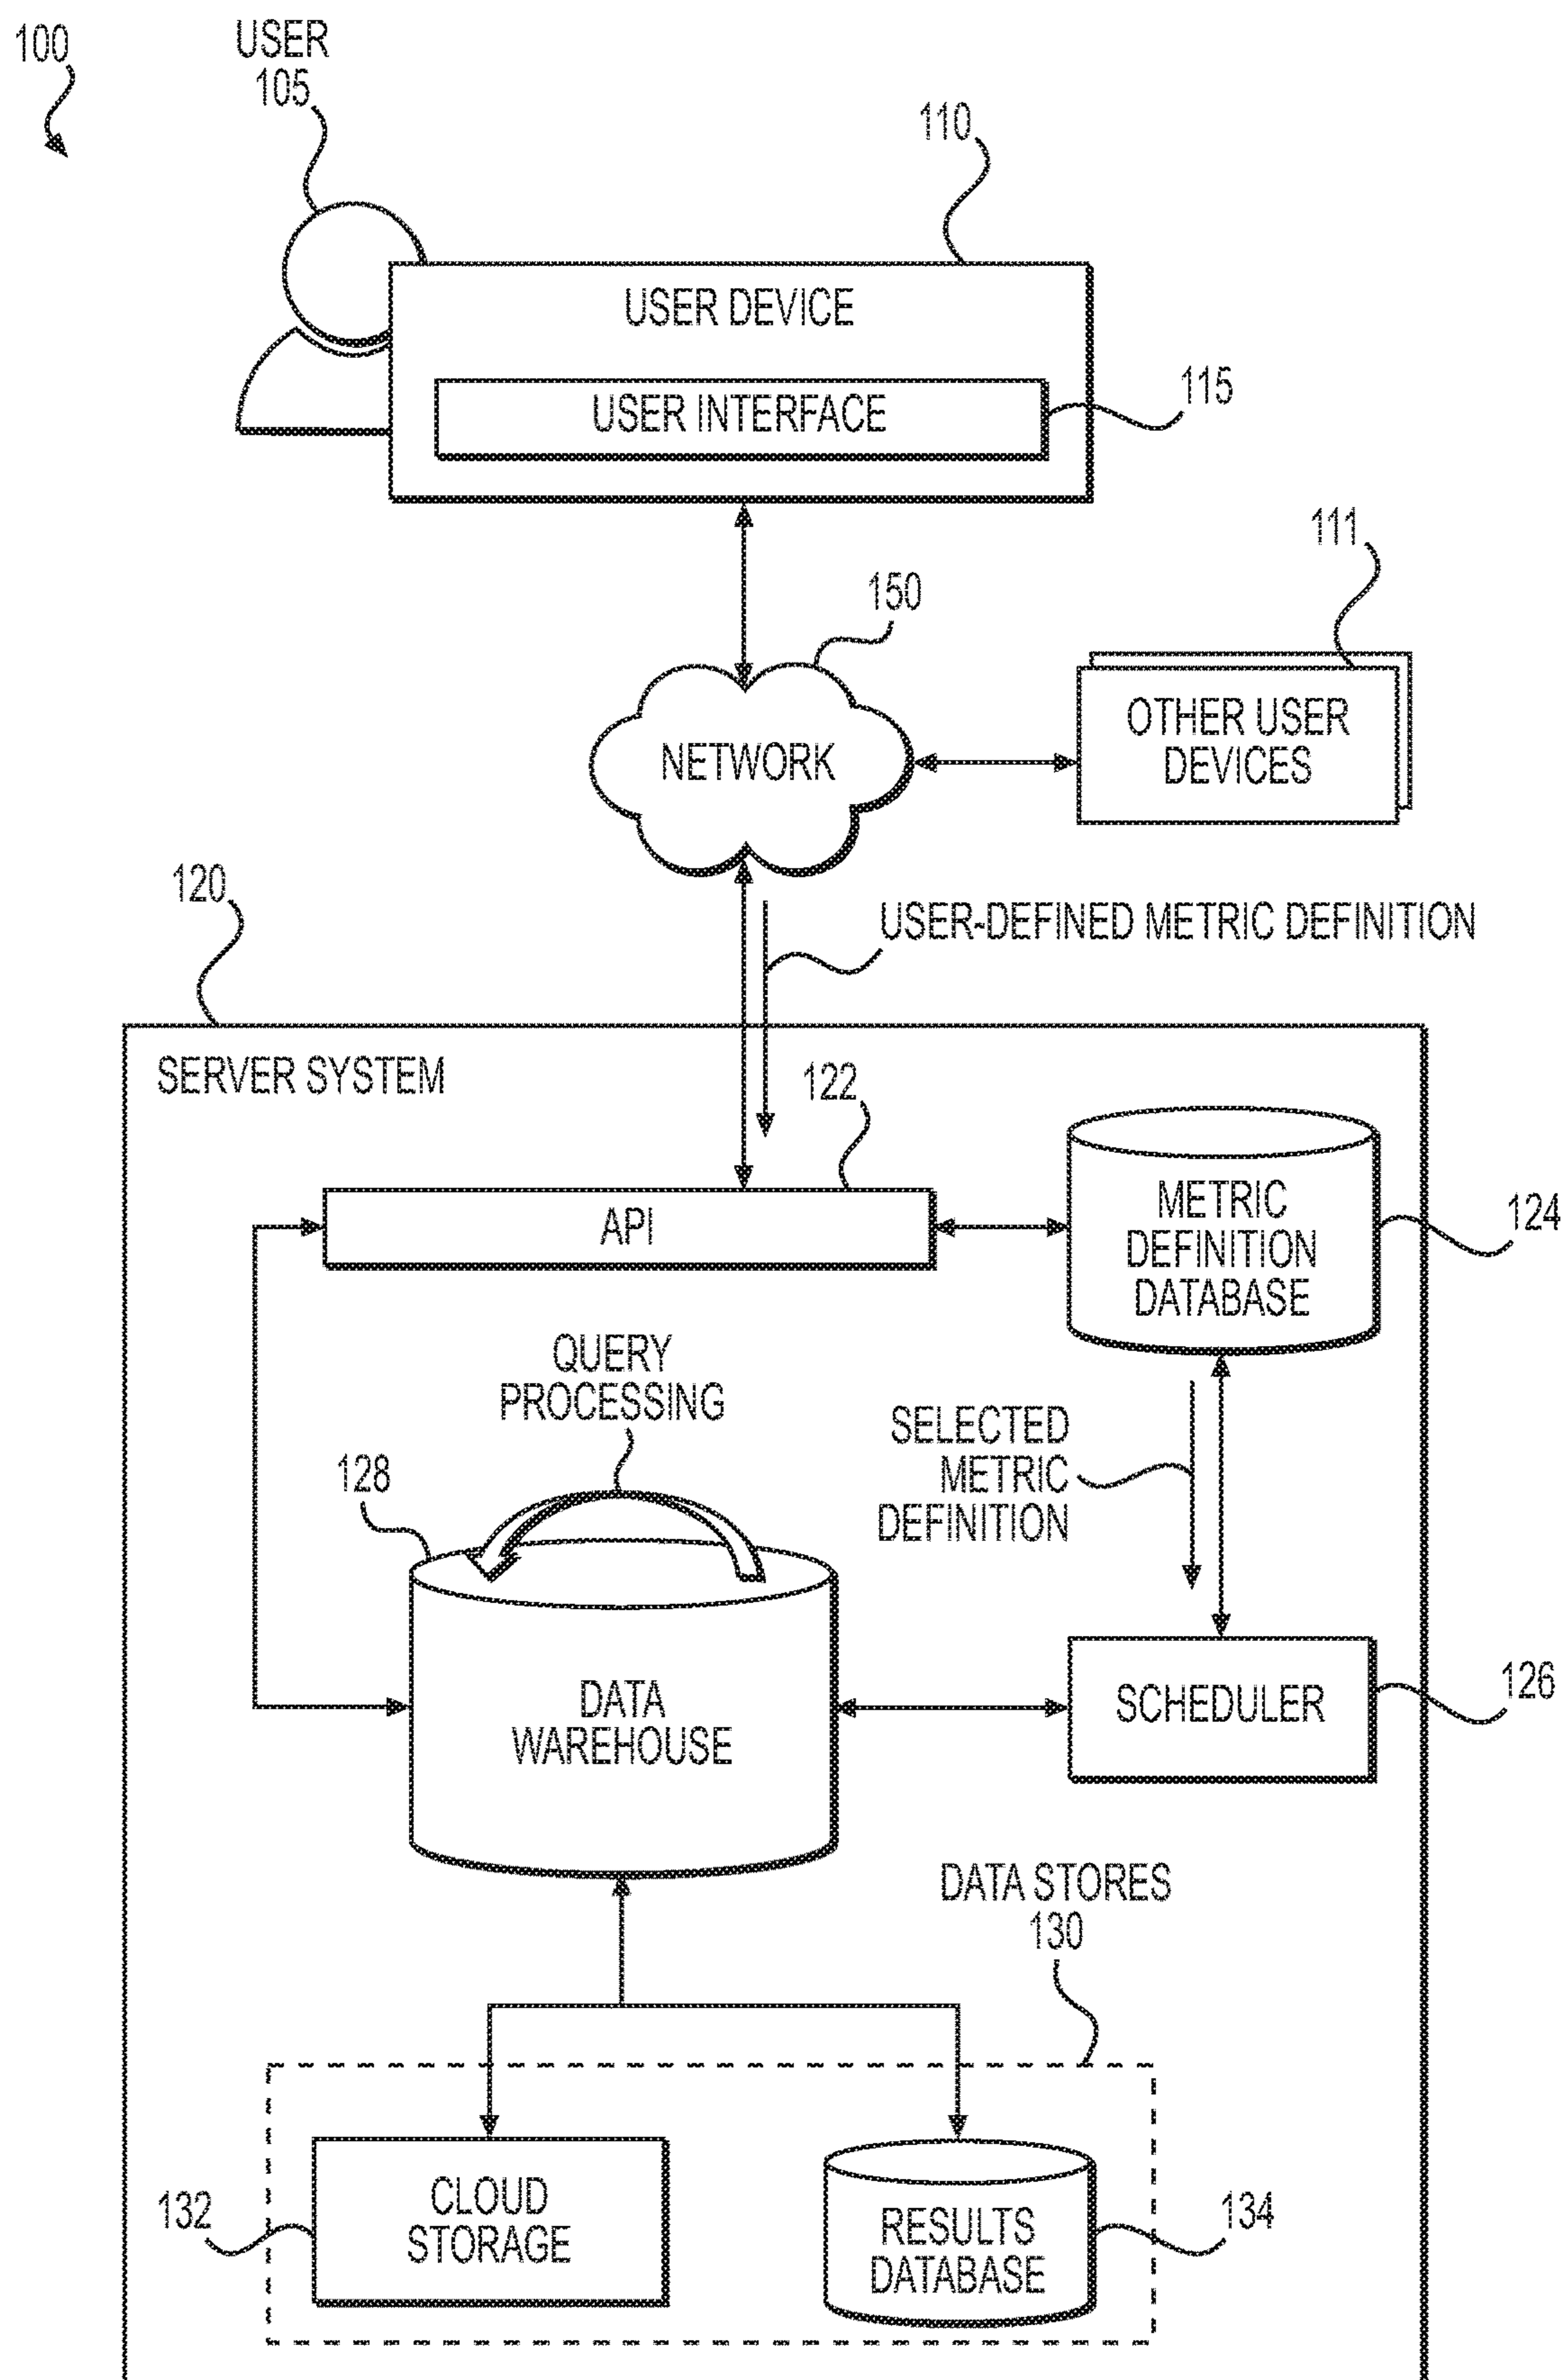 100
USER
105
110
USER DEVICE
USER INTERFACE
115
111
150
OTHER USER
DEVICES
NETWORK
120
USER-DEFINED METRIC DEFINITION
SERVER SYSTEM
122
API
METRIC
DEFINITION
DATABASE
124
QUERY
PROCESSING
SELECTED
METRIC
DEFINITION
128
DATA
WAREHOUSE
SCHEDULER
126
DATA STORES
130
CLOUD
STORAGE
132
RESULTS
DATABASE
134